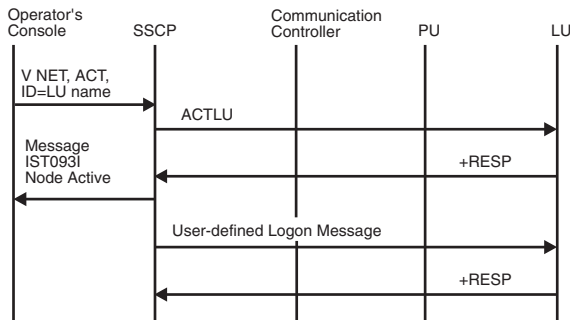 Operator's
Console
SSCP
Communication
Controller
PU
LU
V NET, ACT,
ID=LU name
ACTLU
Message
IST093I
Node Active
+RESP
User-defined Logon Message
+RESP